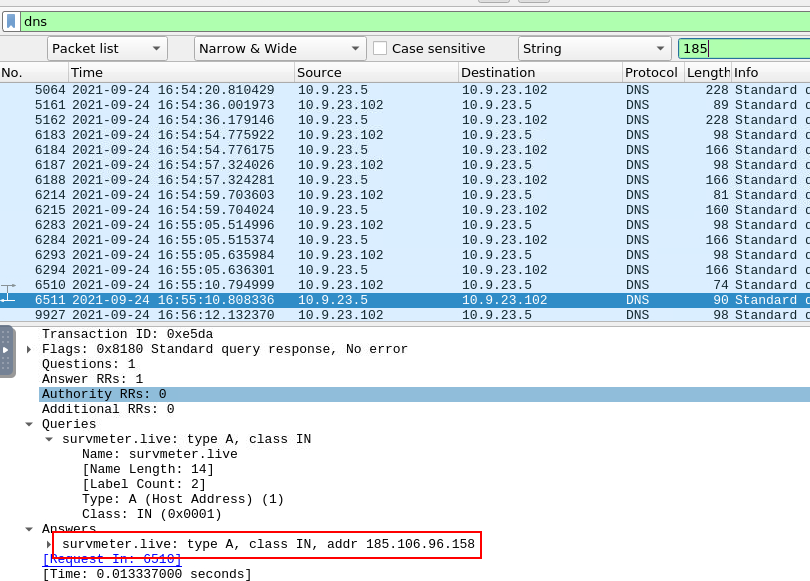 dns
Packet list Narrow & Wide Case sensitive String 185
No. Time Source Destination Protocol Length Info
5064 2021-09-24 16:54:20.810429 10.9.23.5 10.9.23.102 DNS 228 Standard
5161 2021-09-24 16:54:36.001973 10.9.23.102 10.9.23.5 DNS 89 Standard
5162 2021-09-24 16:54:36.179146 10.9.23.5 10.9.23.102 DNS 228 Standard
6183 2021-09-24 16:54:54.775922 10.9.23.102 10.9.23.5 DNS 98 Standard
6184 2021-09-24 16:54:54.776175 10.9.23.5 10.9.23.102 DNS 166 Standard
6187 2021-09-24 16:54:57.324026 10.9.23.102 10.9.23.5 DNS 98 Standard
6188 2021-09-24 16:54:57.324281 10.9.23.5 10.9.23.102 DNS 166 Standard
6214 2021-09-24 16:54:59.703603 10.9.23.102 10.9.23.5 DNS 81 Standard
6215 2021-09-24 16:54:59.704024 10.9.23.5 10.9.23.102 DNS 160 Standard
6283 2021-09-24 16:55:05.514996 10.9.23.102 10.9.23.5 DNS 98 Standard
6284 2021-09-24 16:55:05.515374 10.9.23.5 10.9.23.102 DNS 166 Standard
6293 2021-09-24 16:55:05.635984 10.9.23.102 10.9.23.5 DNS 98 Standard
6294 2021-09-24 16:55:05.636301 10.9.23.5 10.9.23.102 DNS 166 Standard
6510 2021-09-24 16:55:10.794999 10.9.23.102 10.9.23.5 DNS 74 Standard
6511 2021-09-24 16:55:10.808336 10.9.23.5 10.9.23.102 DNS 90 Standard
9927 2021-09-24 16:56:12.132370 10.9.23.102 10.9.23.5 DNS 98 Standard
Transaction ID: 0xe5da
Flags: 0x8180 Standard query response, No error
Questions: 1
Answer RRs: 1
Authority RRs: 0
Additional RRs: 0
Queries
survmeter.live: type A, class IN
Name: survmeter.live
[Name Length: 14]
[Label Count: 2]
Type: A (Host Address) (1)
Class: IN (0x0001)
Answers
survmeter.live: type A, class IN, addr 185.106.96.158
[Request In: 6510]
[Time: 0.013337000 seconds]